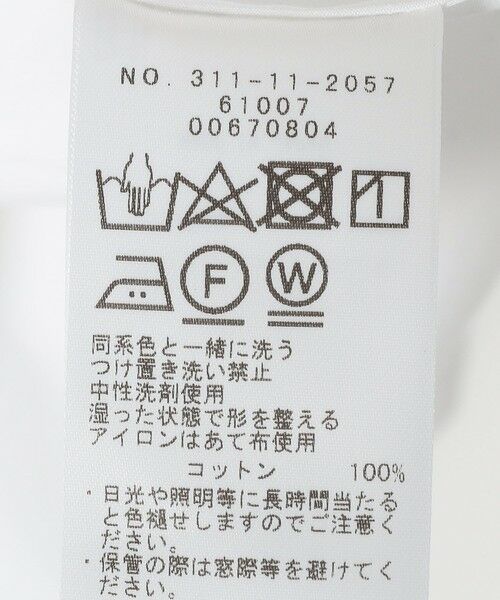 NO. 311-11-2057
61007
00670804
F W
同系色と一緒に洗う
つけ置き洗い禁止
中性洗剤使用
湿った状態で形を整える
アイロンはあて布使用
コットン 100%
・日光や照明等に長時間当たる
と色褪せしますのでご注意く
ださい。
・保管の際は窓際等を避けてく
ださい。